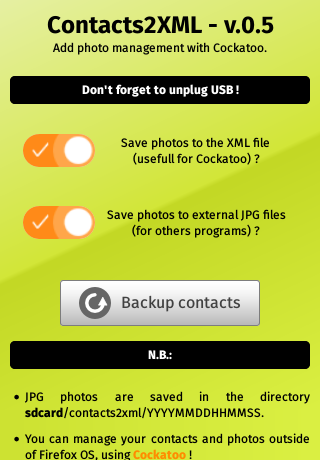 Contacts2XML - v.0.5
Add photo management with Cockatoo.
Don't forget to unplug USB !
Save photos to the XML file
(usefull for Cockatoo) ?
Save photos to external JPG files
(for others programs) ?
Backup contacts
N.B.:
• JPG photos are saved in the directory
sdcard/contacts2xml/YYYYMMDDHHMMSS.
• You can manage your contacts and photos outside
of Firefox OS, using Cockatoo !